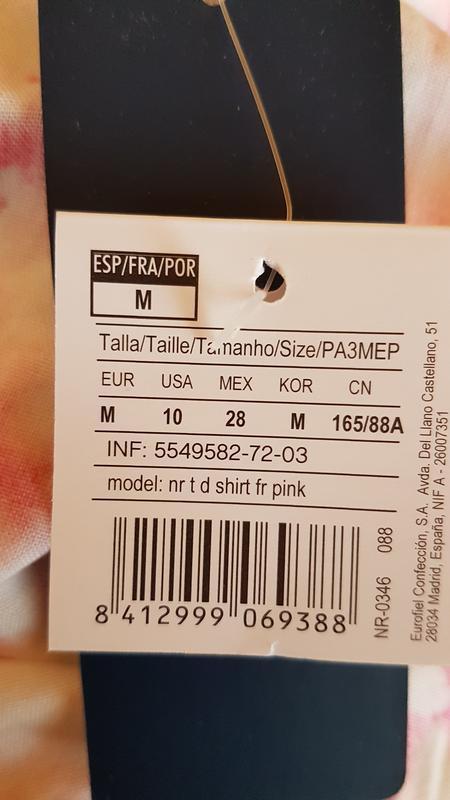 ESP/FRA/POR
M
Talla/Taille/Tamanho/Size/PA3MEP
EUR USA MEX KOR CN
M 10 28 M 165/88A
INF: 5549582-72-03
model: nr t d shirt fr pink
8 412999 069388
NR-0346 088
Eurofiel Confección, S.A. Avda. Del Llano Castellano, 51
28034 Madrid, España, NIF A - 26007351